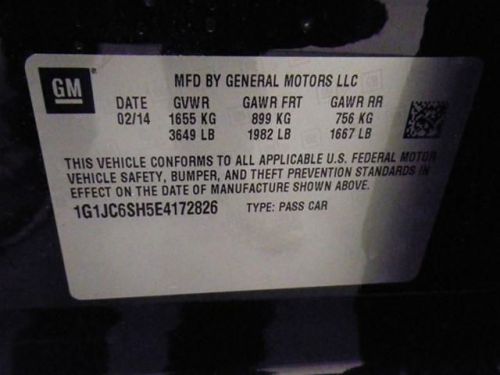 GM
MFD BY GENERAL MOTORS LLC
DATE GVWR GAWR FRT GAWR RR
02/14 1655 KG 899 KG 756 KG
3649 LB 1982 LB 1667 LB
THIS VEHICLE CONFORMS TO ALL APPLICABLE U.S. FEDERAL MOTOR
VEHICLE SAFETY, BUMPER, AND THEFT PREVENTION STANDARDS IN
EFFECT ON THE DATE OF MANUFACTURE SHOWN ABOVE.
1G1JC6SH5E4172826 TYPE: PASS CAR